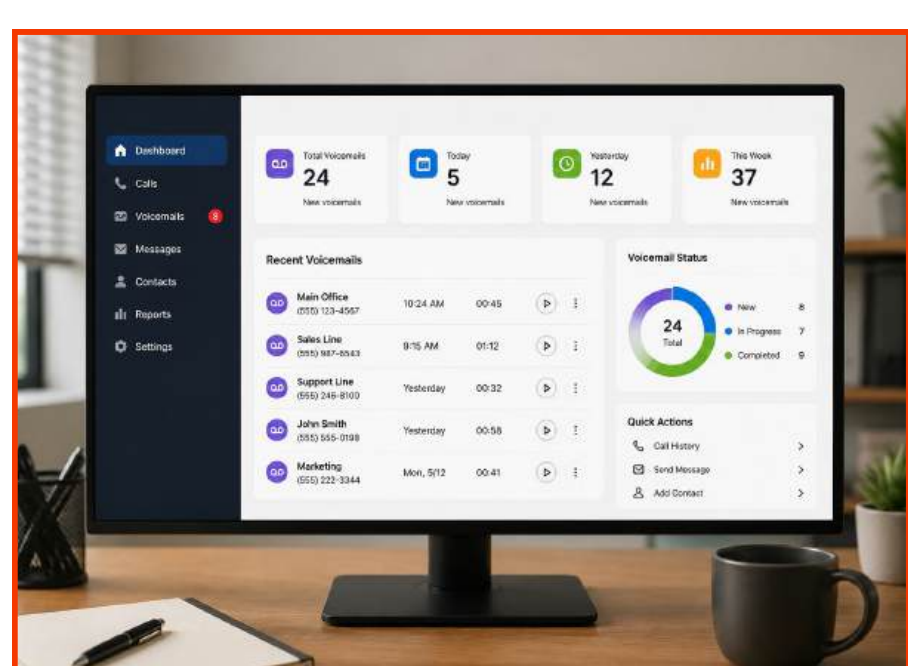 Dashboard
Calls
Voicemails 8
Messages
Contacts
Reports
Settings
Total Voicemails
24
New voicemails
Today
5
New voicemails
Yesterday
12
New voicemails
This Week
37
New voicemails
Recent Voicemails
Main Office 10:24 AM 00:45
(555) 123-4567
Sales Line 9:15 AM 01:12
(555) 987-6543
Support Line Yesterday 00:32
(555) 246-8100
John Smith Yesterday 00:58
(555) 555-0198
Marketing Mon, 5/12 00:41
(555) 222-3344
Voicemail Status
24
Total
New 8
In Progress 7
Completed 9
Quick Actions
Call History
Send Message
Add Contact